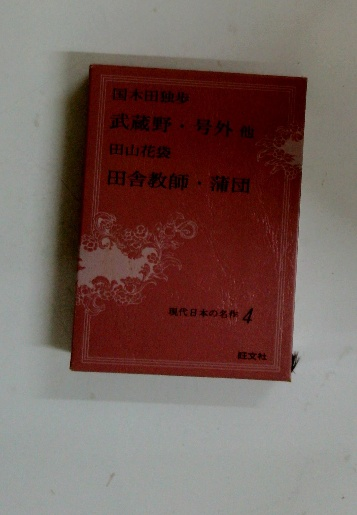 国木田独歩
武蔵野・号外 他
田山花袋
田舎教師・蒲団
現代日本の名作 4
旺文社